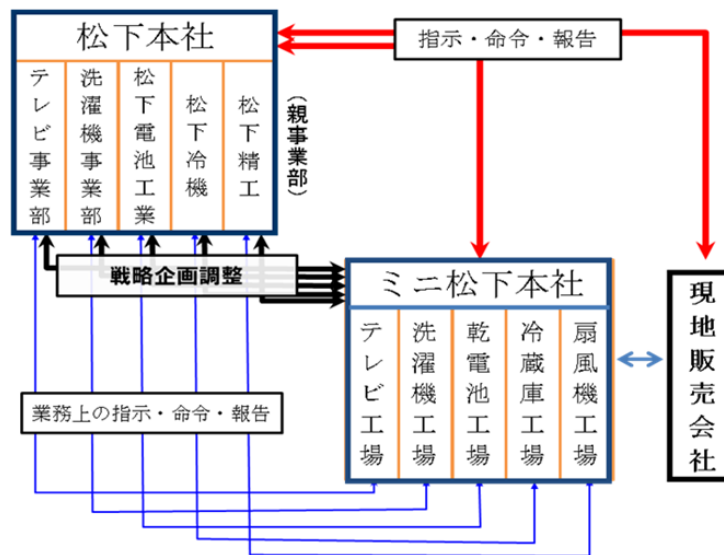 松下本社
指示・命令・報告
テレビ事業部
洗濯機事業部
松下電池工業
松下冷機
松下精工
（親事業部）
戦略企画調整
ミニ松下本社
テレビ工場
洗濯機工場
乾電池工場
冷蔵庫工場
扇風機工場
現地販売会社
業務上の指示・命令・報告